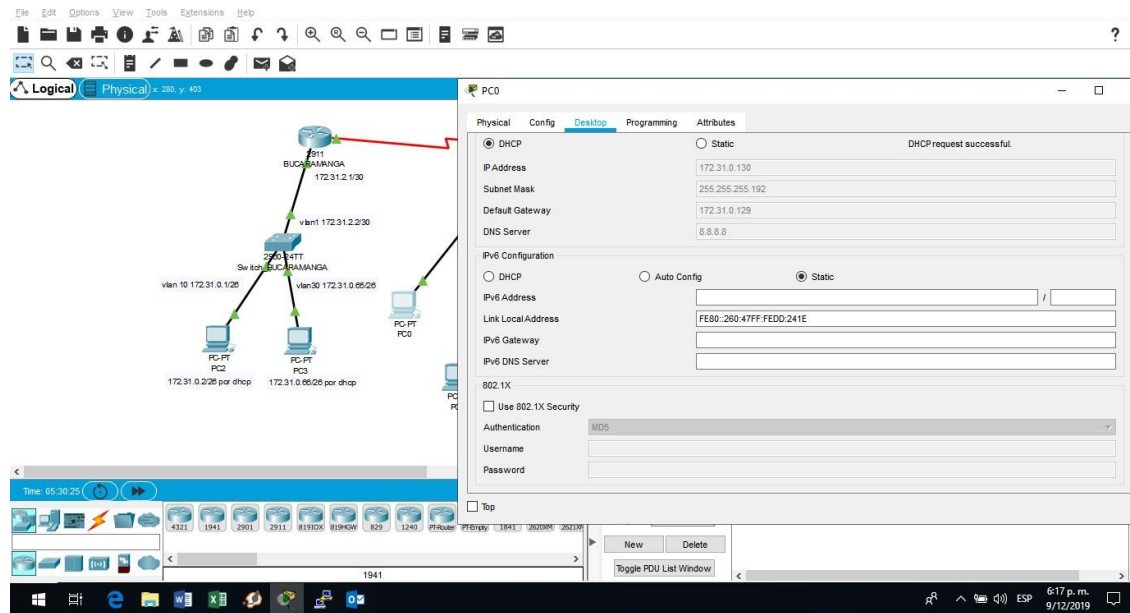 File Edit Options View Tools Extensions Help
?
Logical Physical x: 280, y: 403
PC0
Physical Config Desktop Programming Attributes
DHCP Static DHCP request successful.
IP Address 172.31.0.130
Subnet Mask 255.255.255.192
Default Gateway 172.31.0.129
DNS Server 8.8.8.8
IPv6 Configuration
DHCP Auto Config Static
IPv6 Address /
Link Local Address FE80::260:47FF:FEDD:241E
IPv6 Gateway
IPv6 DNS Server
802.1X
Use 802.1X Security
Authentication MD5
Username
Password
Top
2911
BUCARAMANGA
172.31.2.1/30
vlan1 172.31.2.2/30
2960-24TT
Switch BUCARAMANGA
vlan 10 172.31.0.1/26
vlan30 172.31.0.65/26
PC-PT
PC0
PC-PT
PC2
PC-PT
PC3
172.31.0.2/26 por dhcp
172.31.0.66/26 por dhcp
PC
Time: 05:30:25
4321 1941 2901 2911 819IOX 819HGW 829 1240 PT-Router PT-Empty 1841 2620XM 2621XM
1941
New Delete
Toggle PDU List Window
ESP
6:17 p. m.
9/12/2019